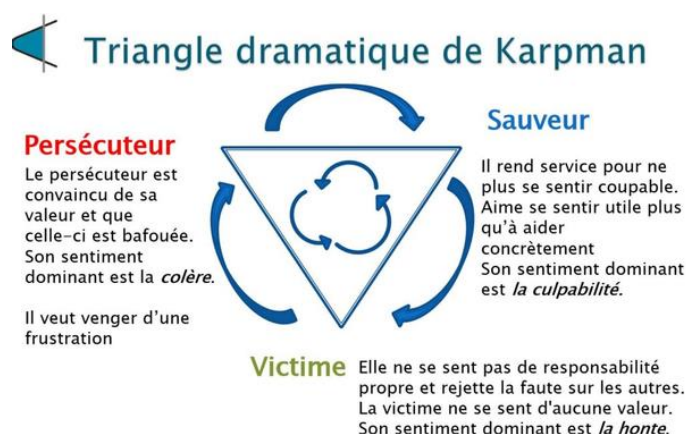 Triangle dramatique de Karpman
Persécuteur
Le persécuteur est
convaincu de sa
valeur et que
celle-ci est bafouée.
Son sentiment
dominant est la colère.
Il veut venger d'une
frustration
Sauveur
Il rend service pour ne
plus se sentir coupable.
Aime se sentir utile plus
qu'à aider
concrètement
Son sentiment dominant
est la culpabilité.
Victime
Elle ne se sent pas de responsabilité
propre et rejette la faute sur les autres.
La victime ne se sent d'aucune valeur.
Son sentiment dominant est la honte.